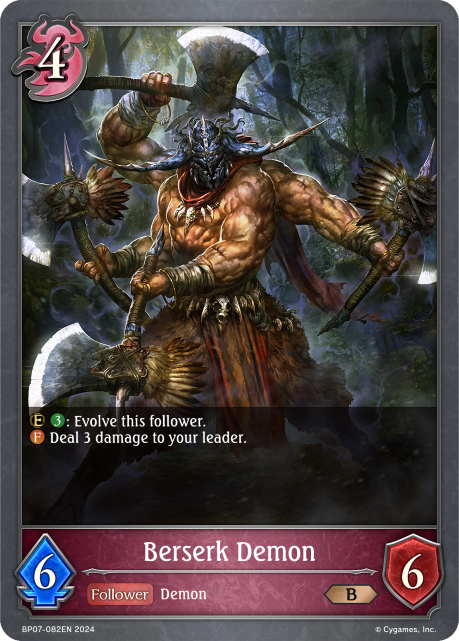 4
E 3: Evolve this follower.
F Deal 3 damage to your leader.
Berserk Demon
6 Follower Demon B 6
BP07-082EN 2024 © Cygames, Inc.